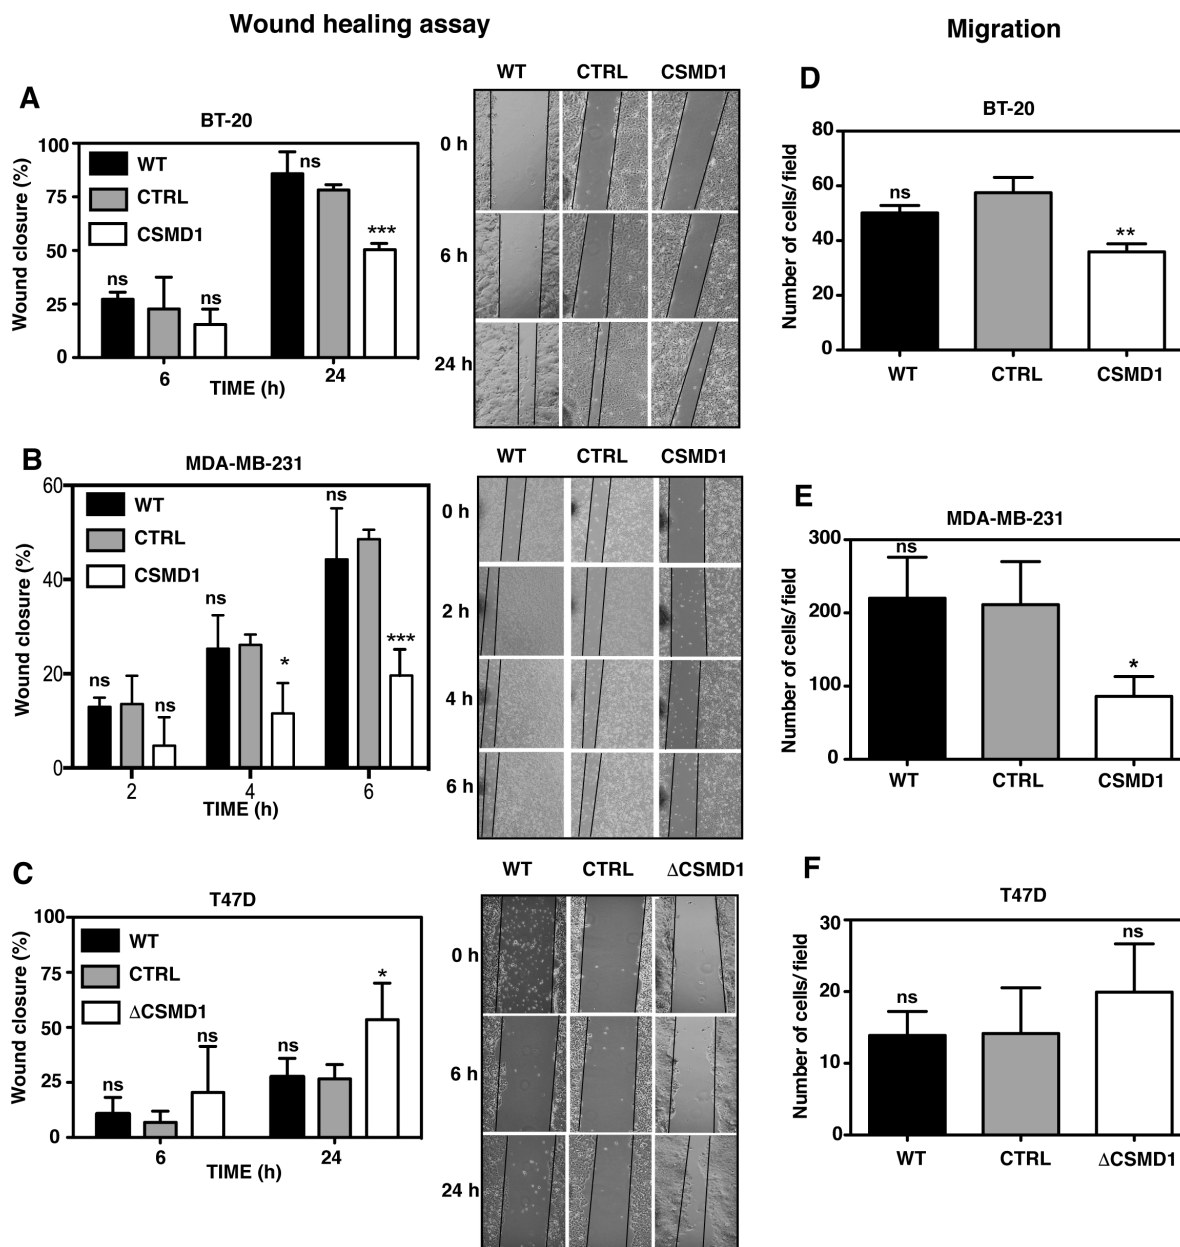 Wound healing assay
Migration
WT CTRL CSMD1
A
BT-20
Wound closure (%)
100
75
50
25
0
WT
CTRL
CSMD1
ns
ns
ns
***
6 24
TIME (h)
0 h
6 h
24 h
D
BT-20
Number of cells/ field
80
60
40
20
0
ns
**
WT CTRL CSMD1
B
MDA-MB-231
Wound closure (%)
60
40
20
0
WT
CTRL
CSMD1
ns
ns
ns
*
ns
***
2 4 6
TIME (h)
WT CTRL CSMD1
0 h
2 h
4 h
6 h
E
MDA-MB-231
Number of cells/ field
300
200
100
0
ns
*
WT CTRL CSMD1
C
T47D
Wound closure (%)
100
75
50
25
0
WT
CTRL
ΔCSMD1
ns
ns
ns
*
6 24
TIME (h)
WT CTRL ΔCSMD1
0 h
6 h
24 h
F
T47D
Number of cells/field
30
20
10
0
ns
ns
WT CTRL ΔCSMD1